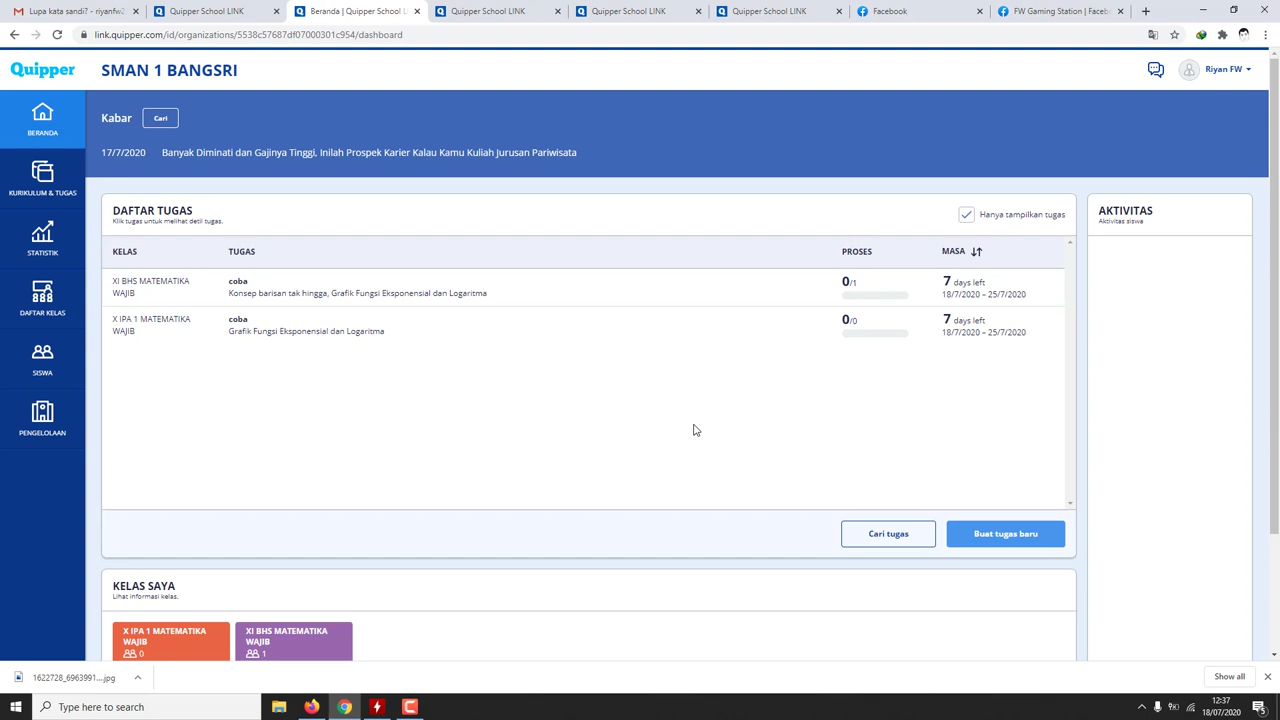 Lupa kata sandi? - riyanfw2
Quipper School LINK
Beranda | Quipper School L
Quipper School LINK
Quipper School LINK
Quipper School LINK
Facebook
FW Gaming Station | Faceb
link.quipper.com/id/organizations/5538c57687df07000301c954/dashboard
Quipper
SMAN 1 BANGSRI
Riyan FW
BERANDA
KURIKULUM & TUGAS
STATISTIK
DAFTAR KELAS
SISWA
PENGELOLAAN
Kabar
Cari
17/7/2020 Banyak Diminati dan Gajinya Tinggi, Inilah Prospek Karier Kalau Kamu Kuliah Jurusan Pariwisata
DAFTAR TUGAS
Klik tugas untuk melihat detil tugas.
Hanya tampilkan tugas
KELAS TUGAS PROSES MASA
XI BHS MATEMATIKA WAJIB
coba
Konsep barisan tak hingga, Grafik Fungsi Eksponensial dan Logaritma
0/1
7 days left
18/7/2020 – 25/7/2020
X IPA 1 MATEMATIKA WAJIB
coba
Grafik Fungsi Eksponensial dan Logaritma
0/0
7 days left
18/7/2020 – 25/7/2020
Cari tugas
Buat tugas baru
AKTIVITAS
Aktivitas siswa
KELAS SAYA
Lihat informasi kelas.
X IPA 1 MATEMATIKA
WAJIB
0
XI BHS MATEMATIKA
WAJIB
1
1622728_6963991....jpg
Show all
Type here to search
12:37
18/07/2020
5